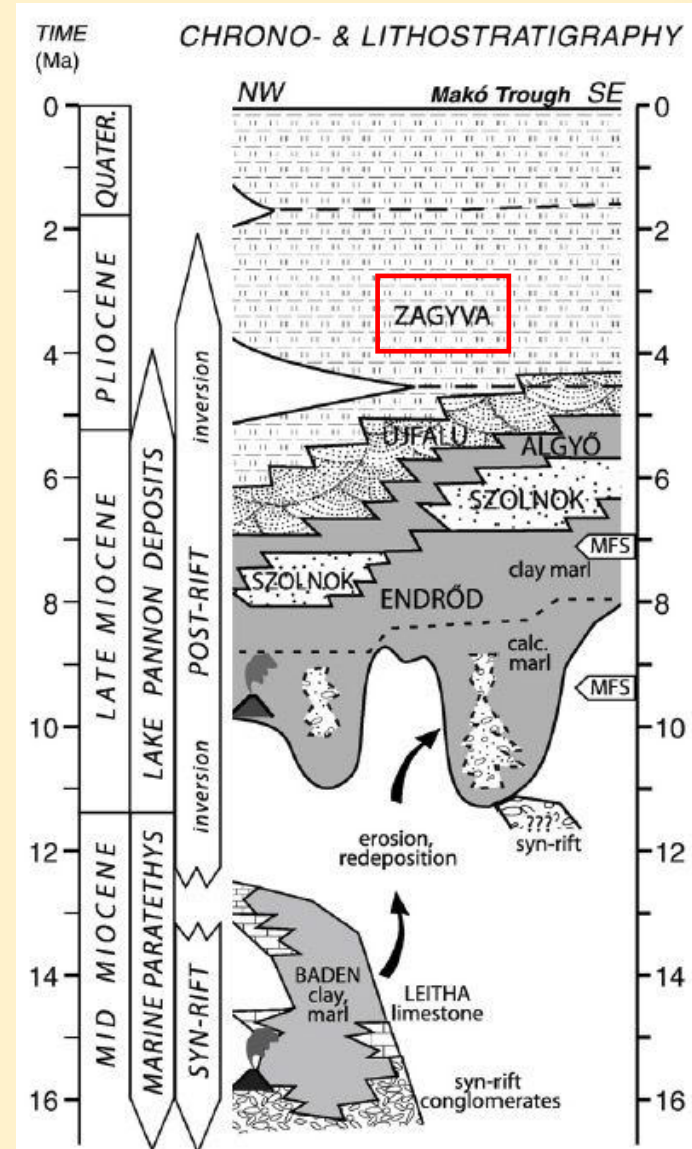 TIME
(Ma)
CHRONO- & LITHOSTRATIGRAPHY
NW
Makó Trough
SE
0
2
4
6
8
10
12
14
16
QUATER.
PLIOCENE
LATE MIOCENE
MID MIOCENE
LAKE PANNON DEPOSITS
MARINE PARATETHYS
inversion
POST-RIFT
inversion
SYN-RIFT
ZAGYVA
ÚJFALU
ALGYŐ
SZOLNOK
MFS
clay marl
SZOLNOK
ENDRŐD
calc.
marl
MFS
???
syn-rift
erosion,
redeposition
BADEN
clay,
marl
LEITHA
limestone
syn-rift
conglomerates
0
2
4
6
8
10
12
14
16